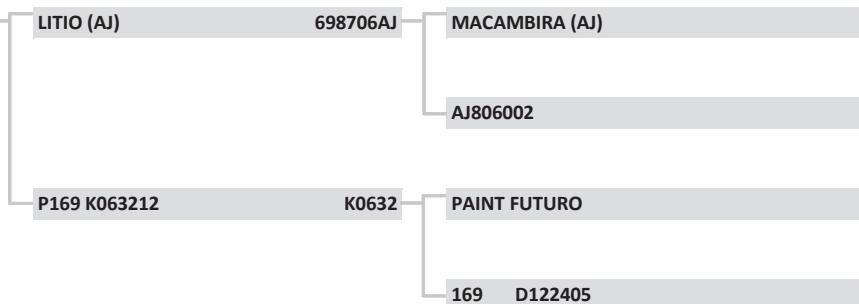 LITIO (AJ) 698706AJ MACAMBIRA (AJ)
AJ806002
P169 K063212 K0632 PAINT FUTURO
169 D122405